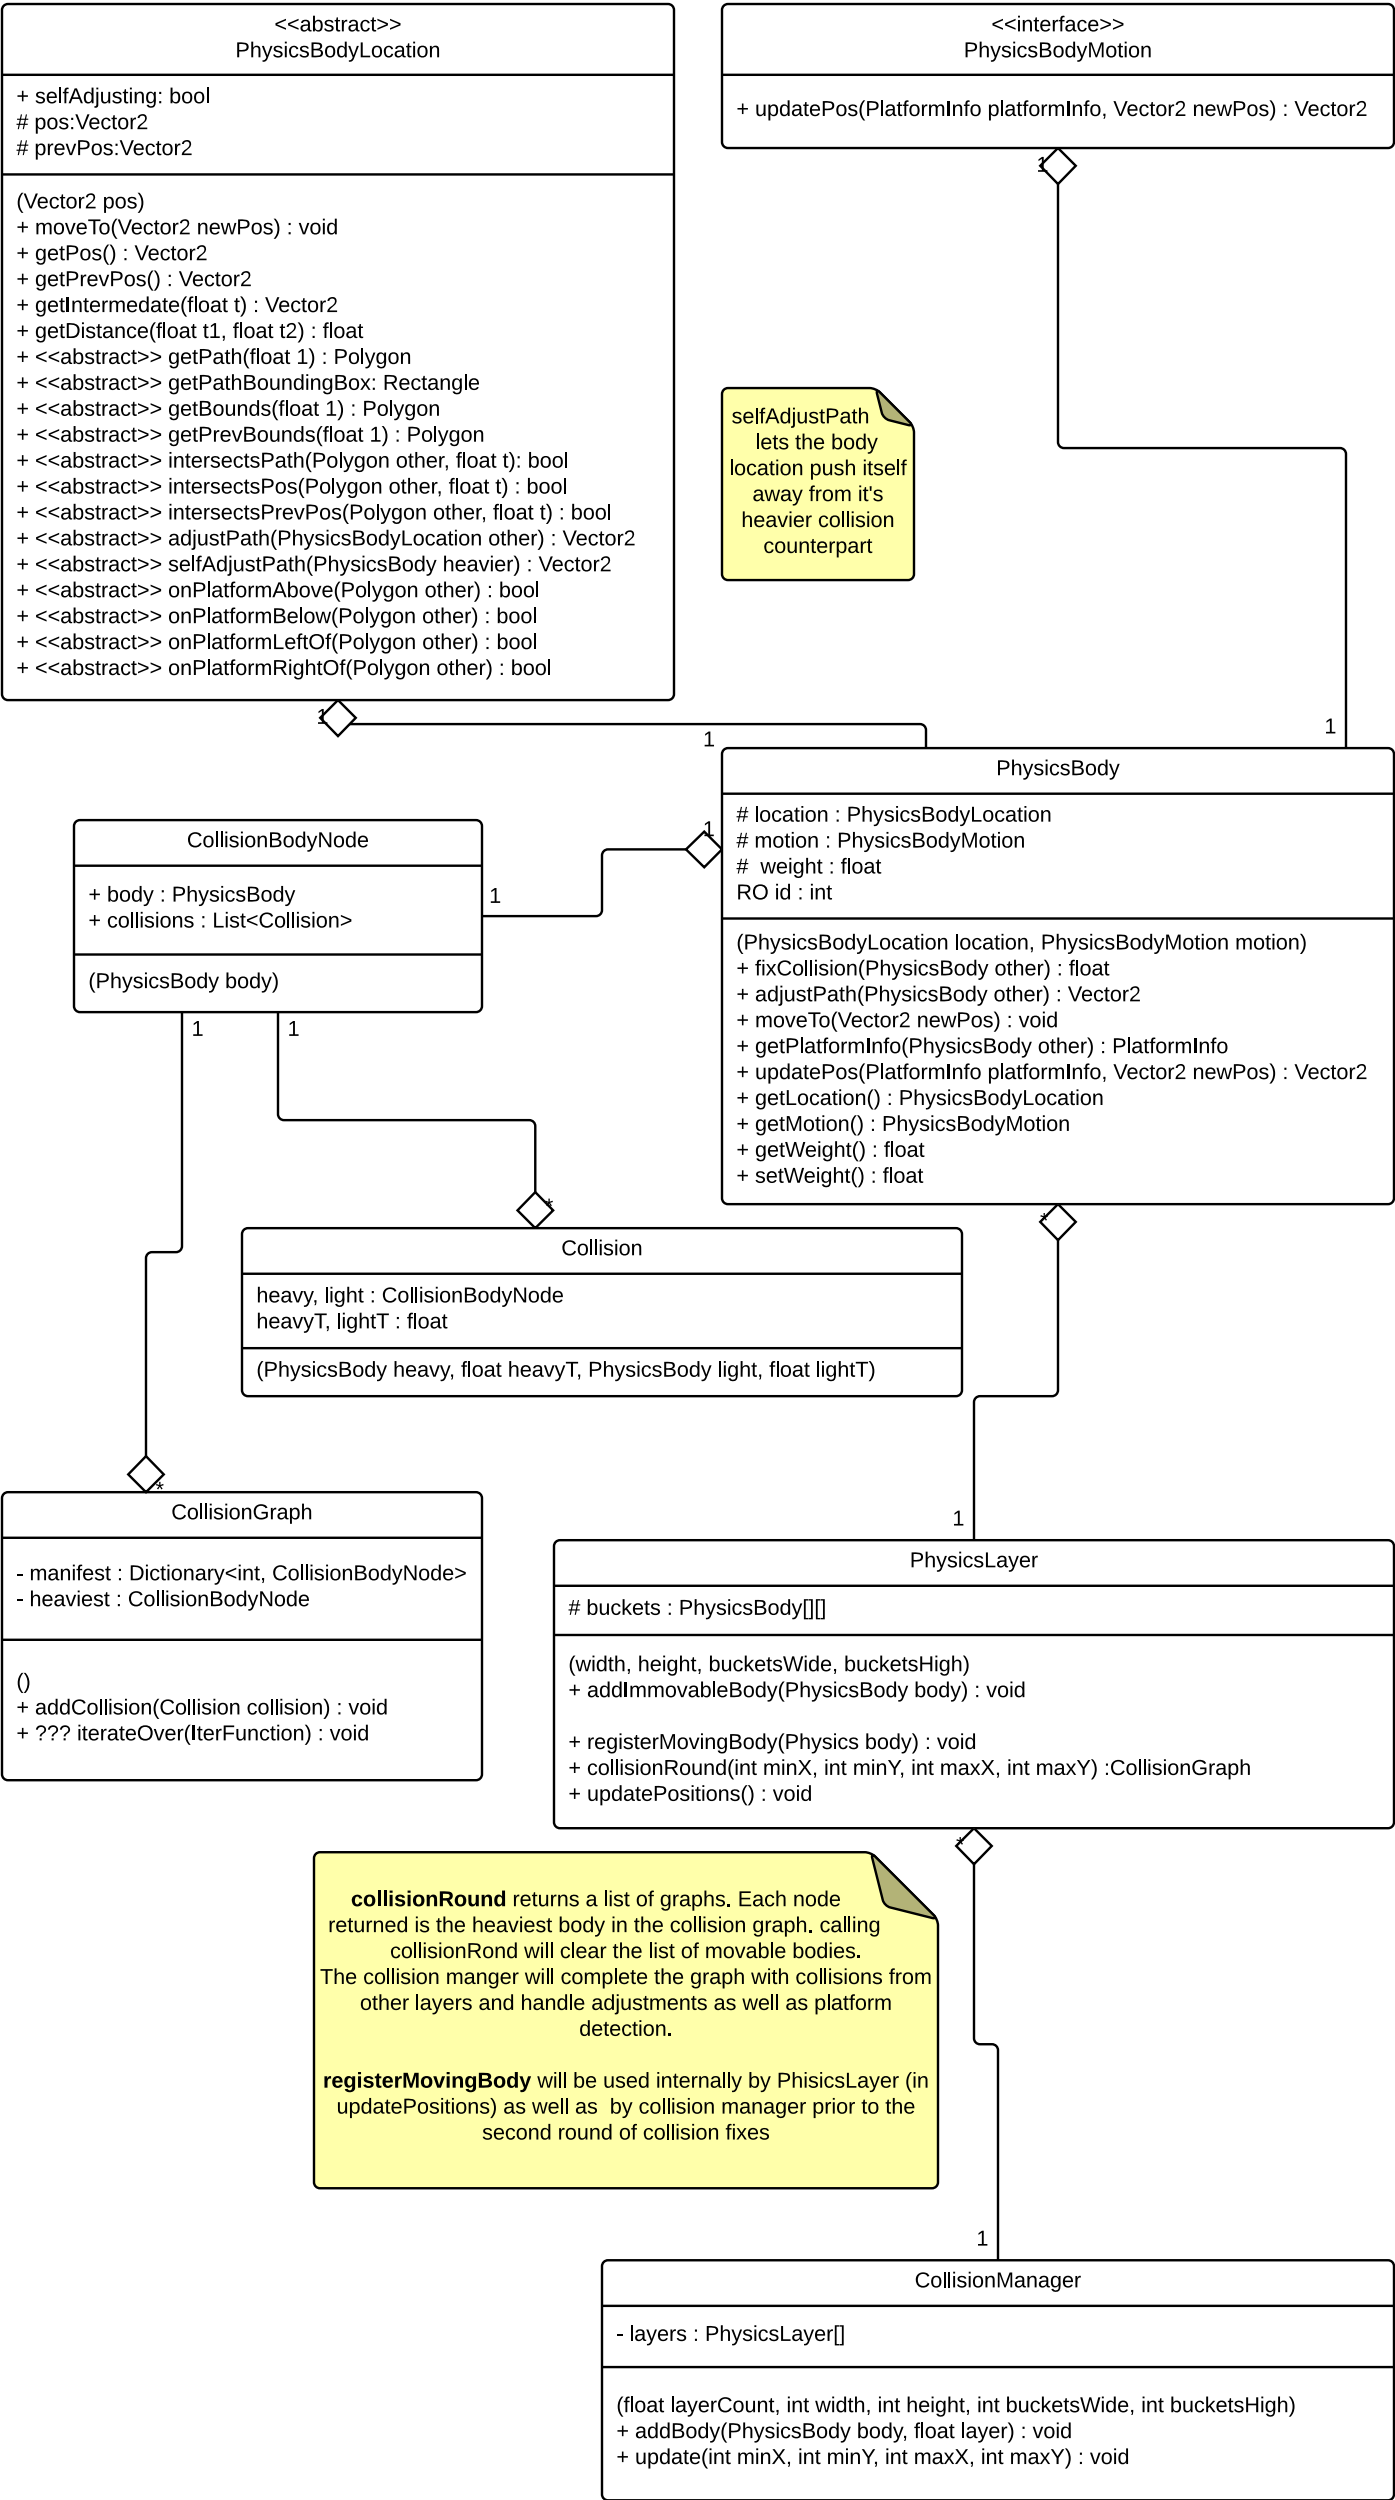 <<abstract>>
PhysicsBodyLocation
+ selfAdjusting: bool
# pos:Vector2
# prevPos:Vector2
(Vector2 pos)
+ moveTo(Vector2 newPos) : void
+ getPos() : Vector2
+ getPrevPos() : Vector2
+ getIntermedate(float t) : Vector2
+ getDistance(float t1, float t2) : float
+ <<abstract>> getPath(float 1) : Polygon
+ <<abstract>> getPathBoundingBox: Rectangle
+ <<abstract>> getBounds(float 1) : Polygon
+ <<abstract>> getPrevBounds(float 1) : Polygon
+ <<abstract>> intersectsPath(Polygon other, float t): bool
+ <<abstract>> intersectsPos(Polygon other, float t) : bool
+ <<abstract>> intersectsPrevPos(Polygon other, float t) : bool
+ <<abstract>> adjustPath(PhysicsBodyLocation other) : Vector2
+ <<abstract>> selfAdjustPath(PhysicsBody heavier) : Vector2
+ <<abstract>> onPlatformAbove(Polygon other) : bool
+ <<abstract>> onPlatformBelow(Polygon other) : bool
+ <<abstract>> onPlatformLeftOf(Polygon other) : bool
+ <<abstract>> onPlatformRightOf(Polygon other) : bool
<<interface>>
PhysicsBodyMotion
+ updatePos(PlatformInfo platformInfo, Vector2 newPos) : Vector2
1
selfAdjustPath
lets the body
location push itself
away from it's
heavier collision
counterpart
1
1
1
PhysicsBody
# location : PhysicsBodyLocation
# motion : PhysicsBodyMotion
#  weight : float
RO id : int
(PhysicsBodyLocation location, PhysicsBodyMotion motion)
+ fixCollision(PhysicsBody other) : float
+ adjustPath(PhysicsBody other) : Vector2
+ moveTo(Vector2 newPos) : void
+ getPlatformInfo(PhysicsBody other) : PlatformInfo
+ updatePos(PlatformInfo platformInfo, Vector2 newPos) : Vector2
+ getLocation() : PhysicsBodyLocation
+ getMotion() : PhysicsBodyMotion
+ getWeight() : float
+ setWeight() : float
1
1
CollisionBodyNode
+ body : PhysicsBody
+ collisions : List<Collision>
(PhysicsBody body)
1
1
*
*
Collision
heavy, light : CollisionBodyNode
heavyT, lightT : float
(PhysicsBody heavy, float heavyT, PhysicsBody light, float lightT)
*
CollisionGraph
- manifest : Dictionary<int, CollisionBodyNode>
- heaviest : CollisionBodyNode
()
+ addCollision(Collision collision) : void
+ ??? iterateOver(IterFunction) : void
1
PhysicsLayer
# buckets : PhysicsBody[][]
(width, height, bucketsWide, bucketsHigh)
+ addImmovableBody(PhysicsBody body) : void
+ registerMovingBody(Physics body) : void
+ collisionRound(int minX, int minY, int maxX, int maxY) :CollisionGraph
+ updatePositions() : void
*
collisionRound returns a list of graphs. Each node
returned is the heaviest body in the collision graph. calling
collisionRond will clear the list of movable bodies.
The collision manger will complete the graph with collisions from
other layers and handle adjustments as well as platform
detection.
registerMovingBody will be used internally by PhisicsLayer (in
updatePositions) as well as  by collision manager prior to the
second round of collision fixes
1
CollisionManager
- layers : PhysicsLayer[]
(float layerCount, int width, int height, int bucketsWide, int bucketsHigh)
+ addBody(PhysicsBody body, float layer) : void
+ update(int minX, int minY, int maxX, int maxY) : void